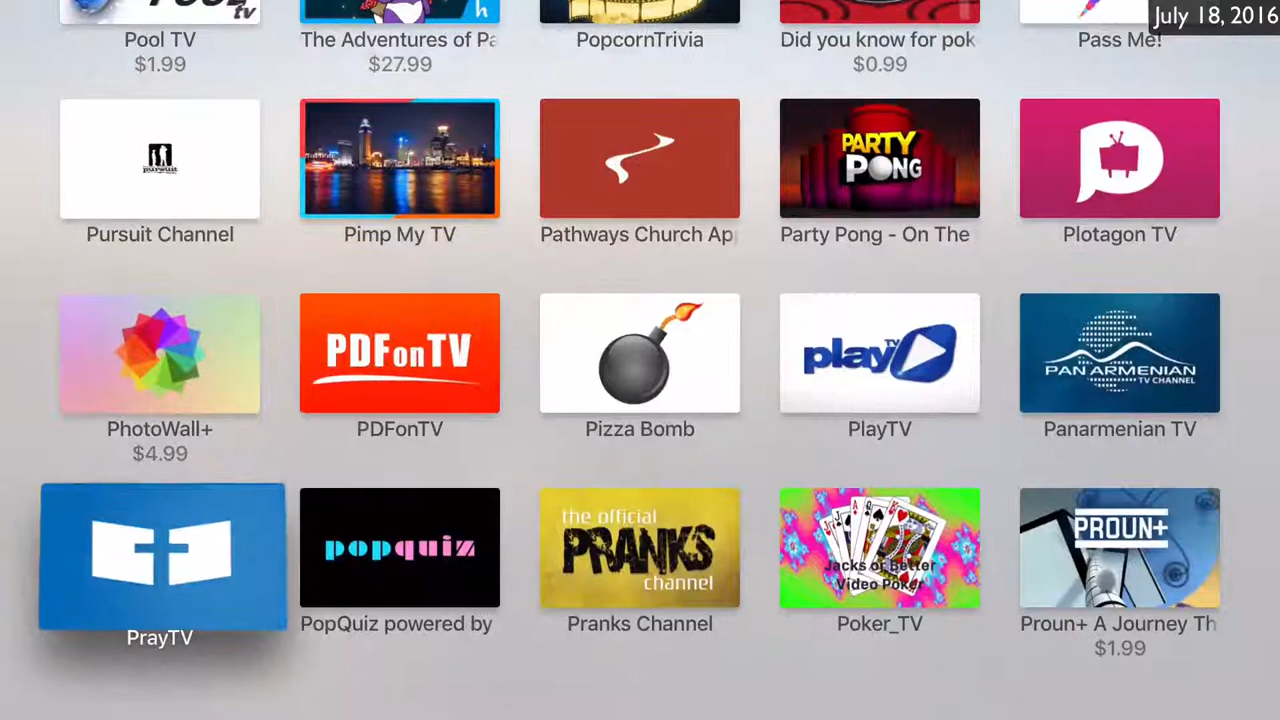 July 18, 2016
tv
h
Pool TV
The Adventures of Pa
PopcornTrivia
Did you know for pok
Pass Me!
$1.99
$27.99
$0.99
pursuit
PARTY
PONG
Pursuit Channel
Pimp My TV
Pathways Church Ap
Party Pong - On The
Plotagon TV
PDFonTV
playTV
PANARMENIAN
TV CHANNEL
PhotoWall+
PDFonTV
Pizza Bomb
PlayTV
Panarmenian TV
$4.99
popquiz
the official
PRANKS
channel
Jacks or Better
Video Poker
PROUN+
PrayTV
PopQuiz powered by
Pranks Channel
Poker_TV
Proun+ A Journey Th
$1.99